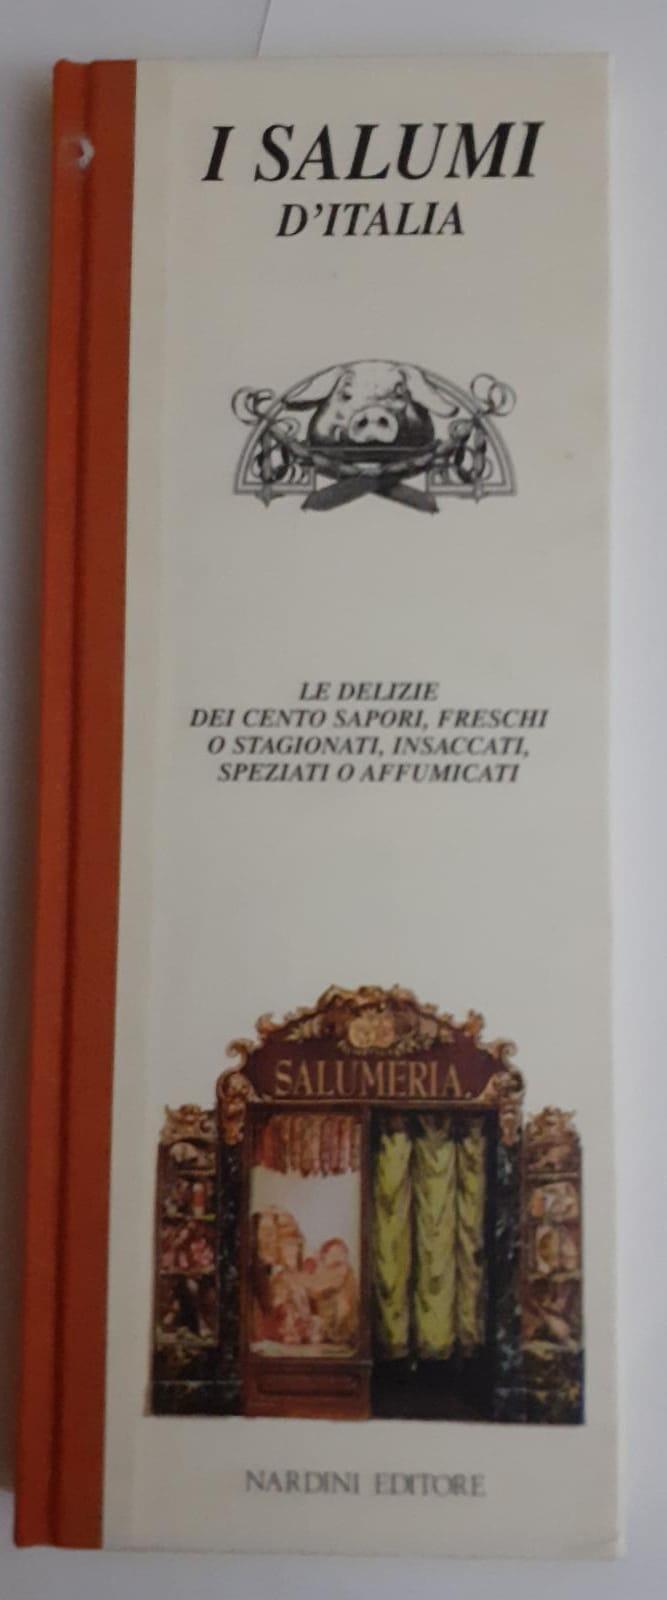 I SALUMI
D'ITALIA
LE DELIZIE
DEI CENTO SAPORI, FRESCHI
O STAGIONATI, INSACCATI,
SPEZIATI O AFFUMICATI
SALUMERIA.
NARDINI EDITORE